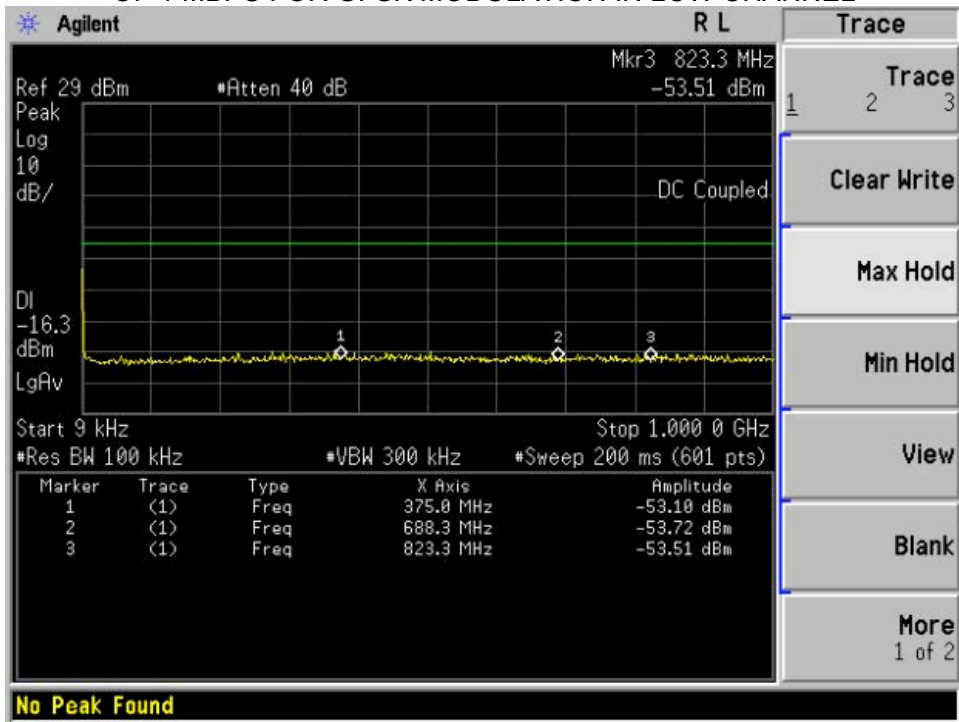 Agilent
R L
Trace
Mkr3 823.3 MHz
Ref 29 dBm #Atten 40 dB -53.51 dBm
Peak
Log
10
dB/
DC Coupled
DI
-16.3
dBm
LgAv
1
2
3
Start 9 kHz Stop 1.000 0 GHz
#Res BW 100 kHz #VBW 300 kHz #Sweep 200 ms (601 pts)
Marker Trace Type X Axis Amplitude
1 (1) Freq 375.0 MHz -53.10 dBm
2 (1) Freq 688.3 MHz -53.72 dBm
3 (1) Freq 823.3 MHz -53.51 dBm
No Peak Found
Trace
1 2 3
Clear Write
Max Hold
Min Hold
View
Blank
More
1 of 2